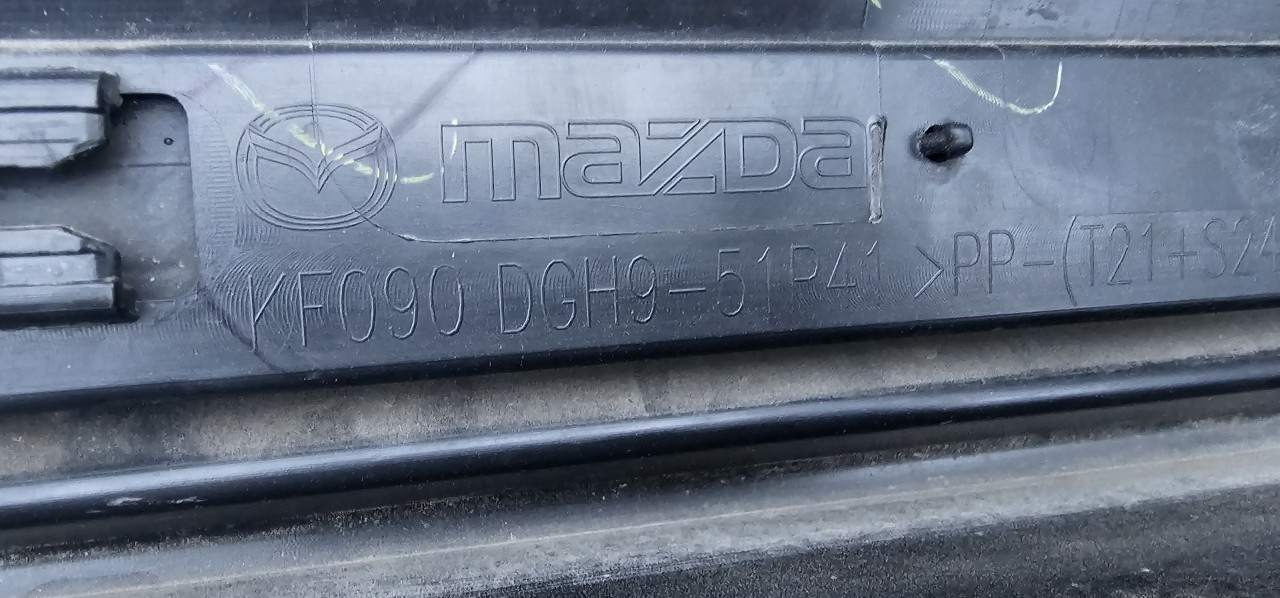 mazda
KF090 DGH9-51P41 >PP-(T21+S24